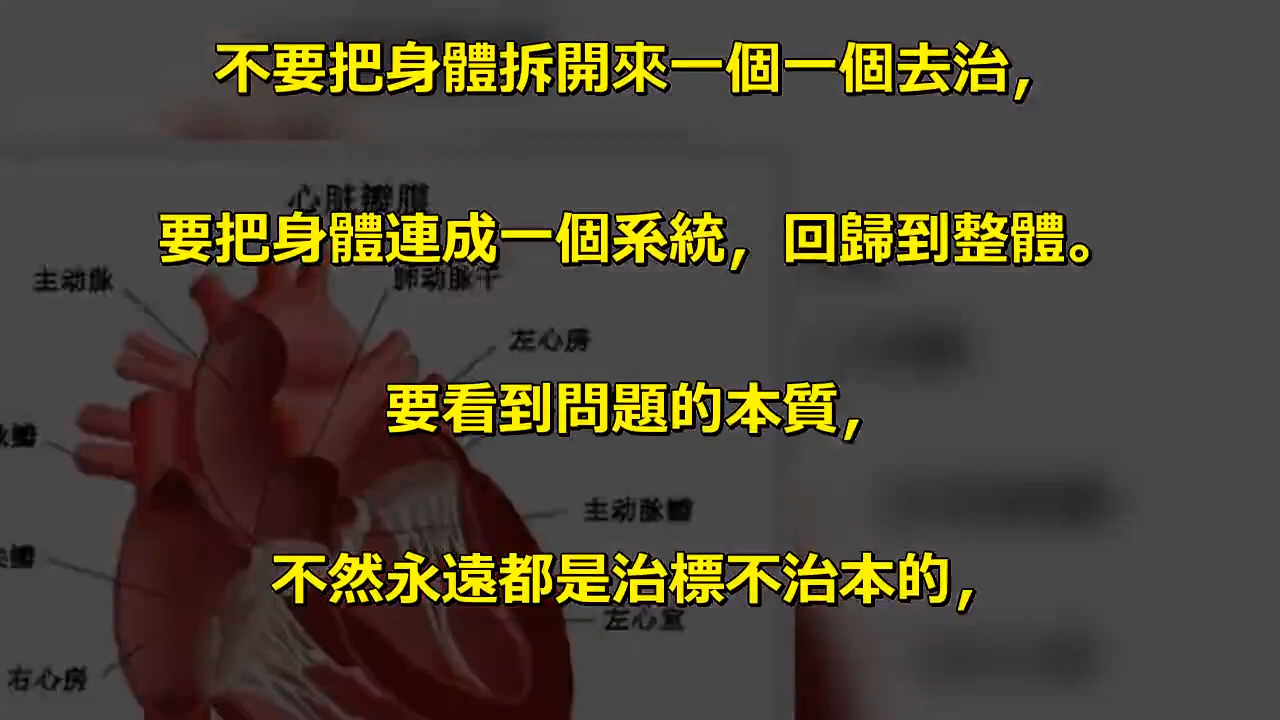 不要把身體拆開來一個一個去治，
心脏瓣膜
要把身體連成一個系統，回歸到整體。
主动脉
肺动脉干
左心房
要看到問題的本質，
主动脉瓣
不然永遠都是治標不治本的，
左心室
右心房